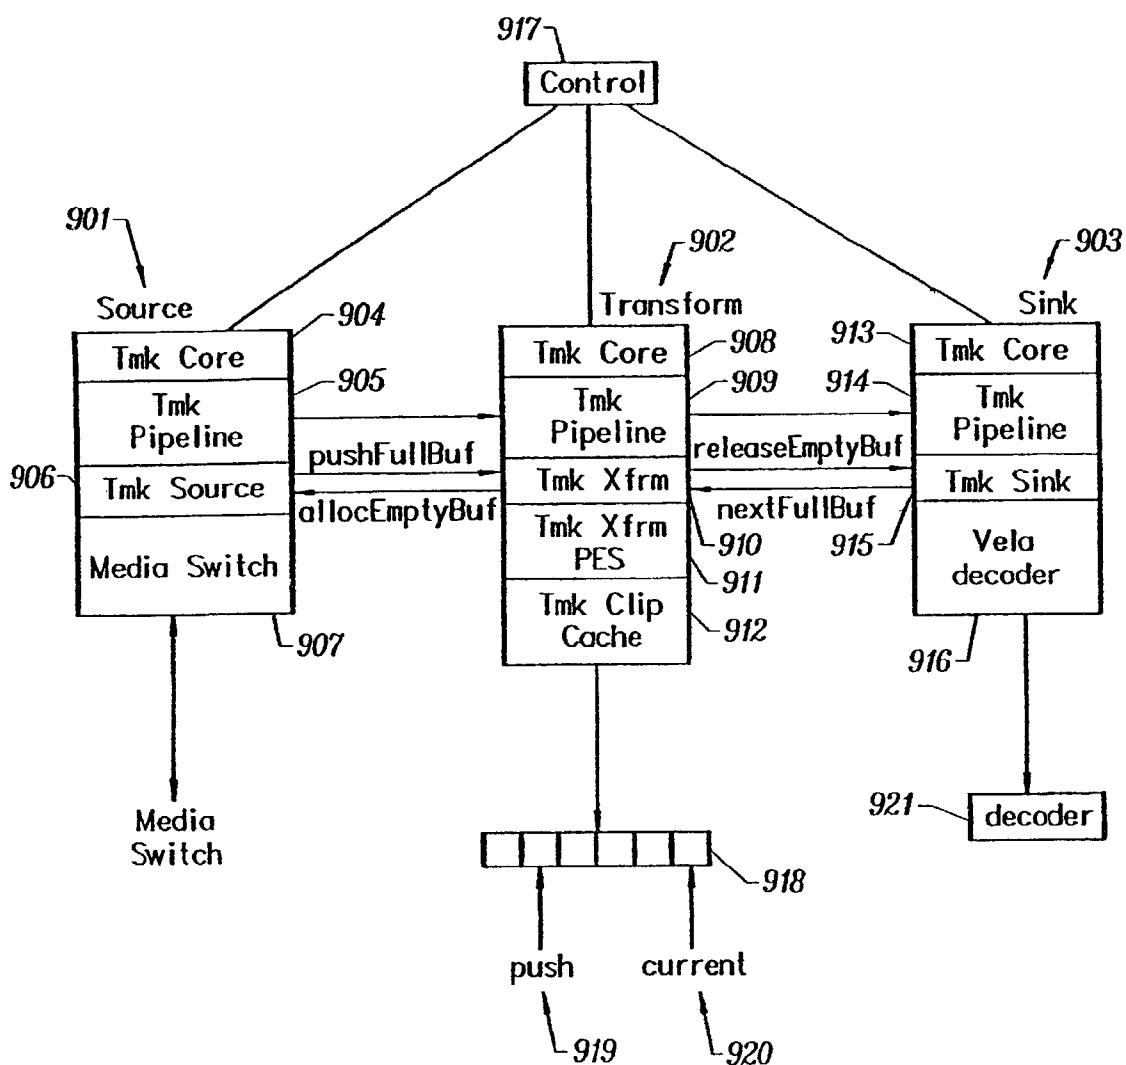 917
Control
901
902
903
Source
Transform
Sink
904
908
913
Tmk Core
Tmk Core
Tmk Core
905
909
914
Tmk
Pipeline
Tmk
Pipeline
Tmk
Pipeline
pushFullBuf
releaseEmptyBuf
906
Tmk Source
Tmk Xfrm
Tmk Sink
allocEmptyBuf
nextFullBuf
910
915
Media Switch
Tmk Xfrm
PES
Vela
decoder
911
Tmk Clip
Cache
912
907
916
Media
Switch
921
decoder
918
push
current
919
920